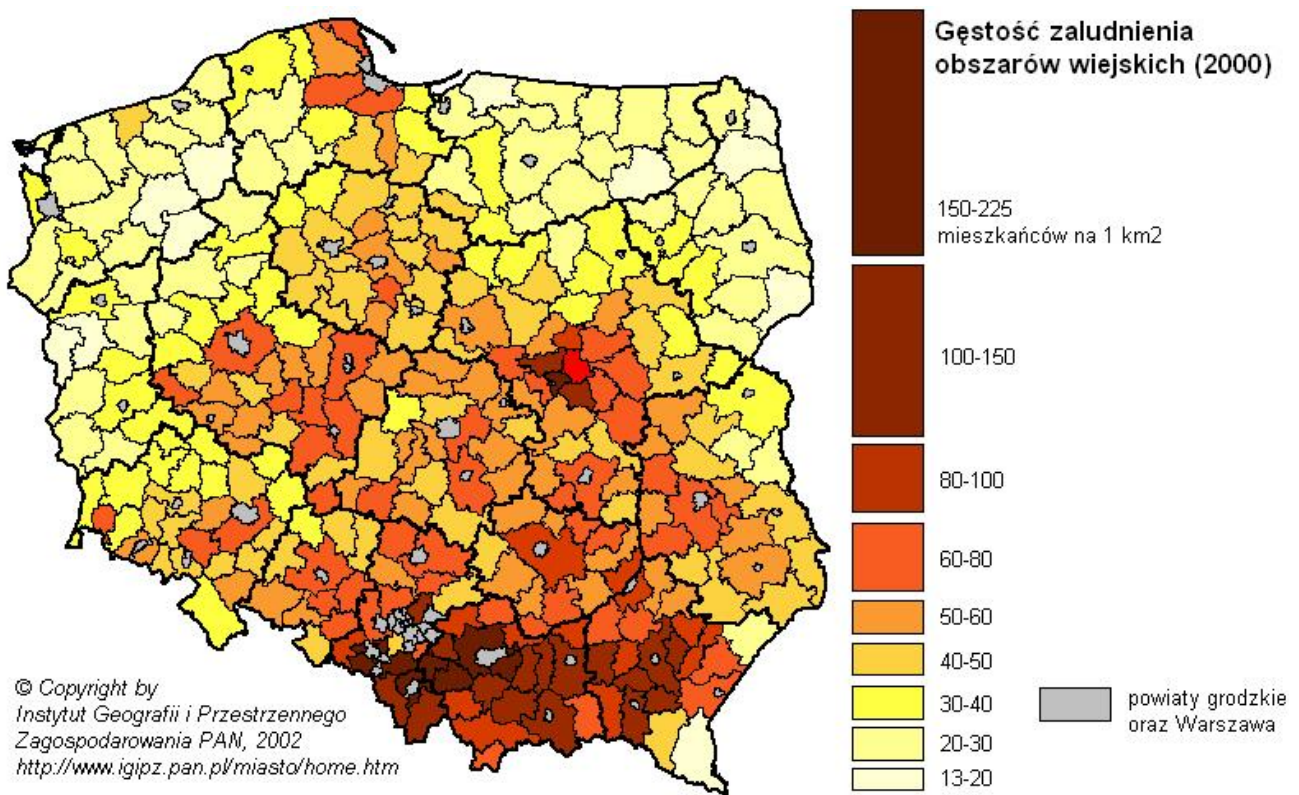 Gęstość zaludnienia
obszarów wiejskich (2000)
150-225
mieszkańców na 1 km2
100-150
80-100
60-80
50-60
40-50
30-40
20-30
13-20
powiaty grodzkie
oraz Warszawa
© Copyright by
Instytut Geografii i Przestrzennego
Zagospodarowania PAN, 2002
http://www.igipz.pan.pl/miasto/home.htm